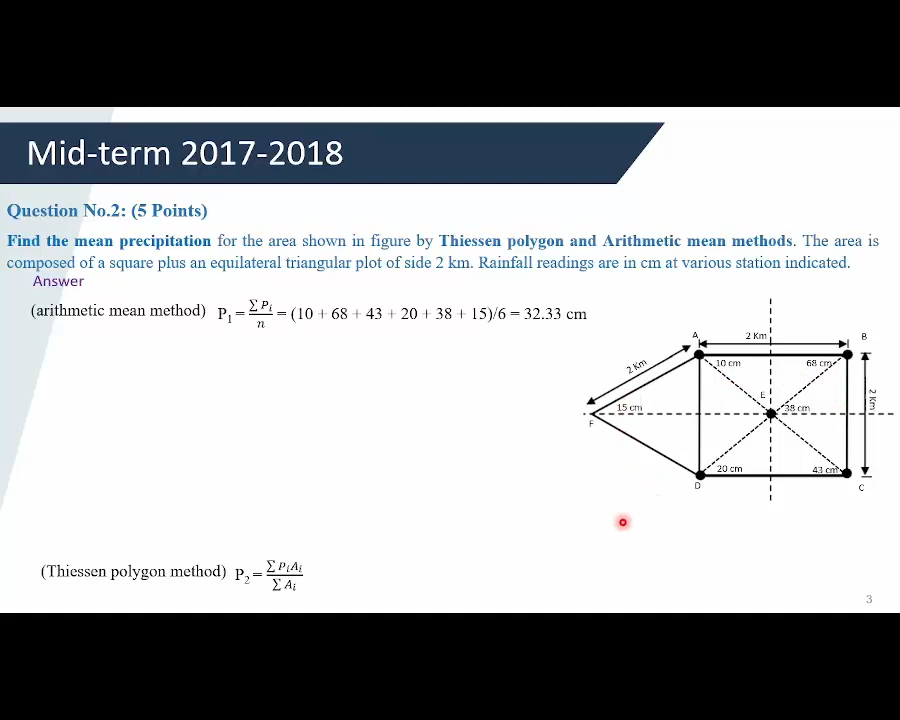 Mid-term 2017-2018
Question No.2: (5 Points)
Find the mean precipitation for the area shown in figure by Thiessen polygon and Arithmetic mean methods. The area is
composed of a square plus an equilateral triangular plot of side 2 km. Rainfall readings are in cm at various station indicated.
Answer
(arithmetic mean method) P₁ = ∑ Pᵢ / n = (10 + 68 + 43 + 20 + 38 + 15)/6 = 32.33 cm
A
2 Km
B
2 Km
10 cm
68 cm
E
2 Km
15 cm
38 cm
F
20 cm
43 cm
D
C
(Thiessen polygon method) P₂ = ∑ PᵢAᵢ / ∑ Aᵢ
3